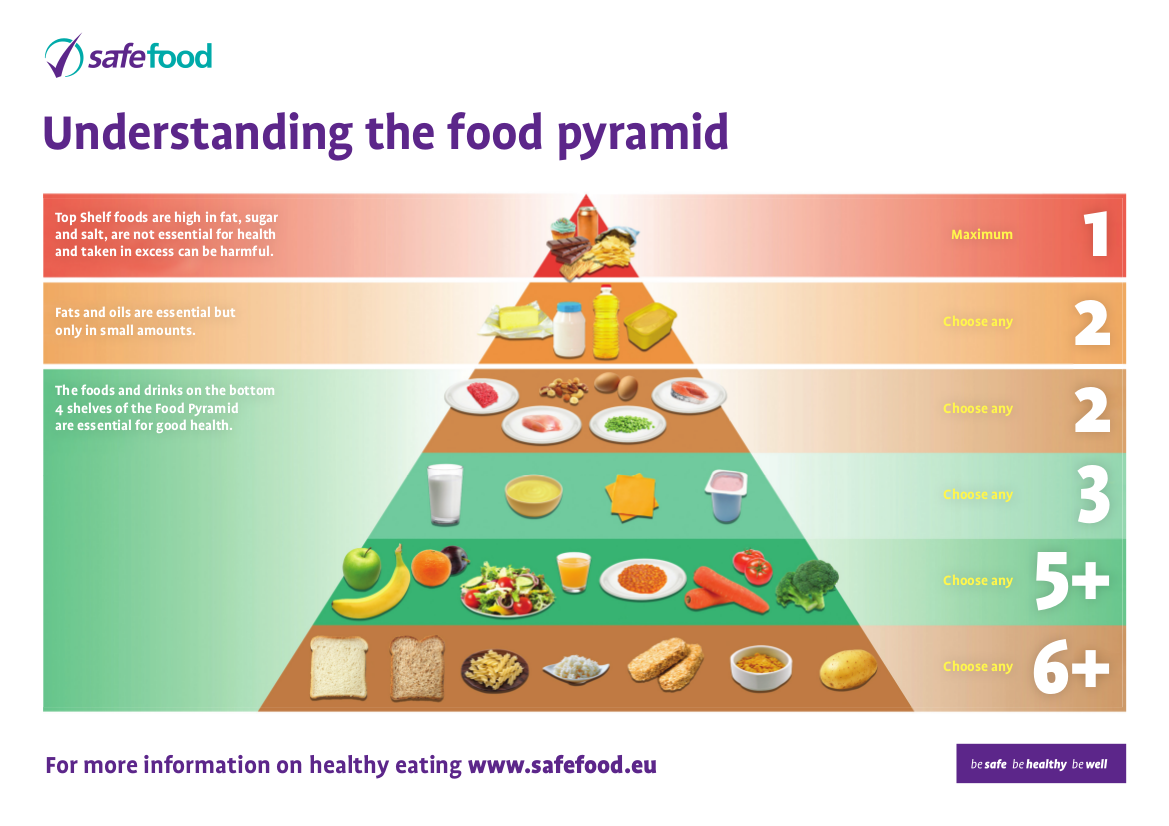 safefood
Understanding the food pyramid
Top Shelf foods are high in fat, sugar
and salt, are not essential for health
and taken in excess can be harmful.
Maximum 1
Fats and oils are essential but
only in small amounts.
Choose any 2
The foods and drinks on the bottom
4 shelves of the Food Pyramid
are essential for good health.
Choose any 2
Choose any 3
Choose any 5+
Choose any 6+
For more information on healthy eating www.safefood.eu
be safe be healthy be well